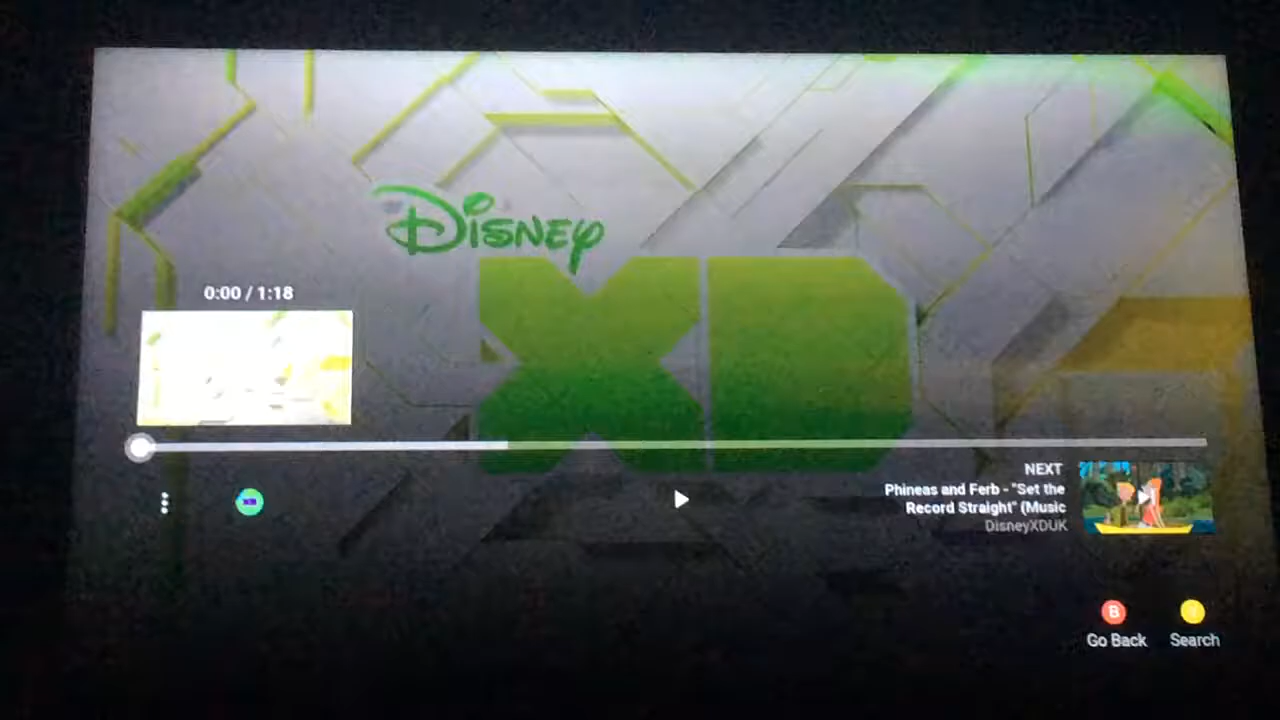 Disney
XD
0:00 / 1:18
NEXT
Phineas and Ferb - "Set the
Record Straight" (Music
DisneyXDUK
B
Go Back
Search